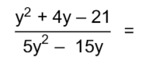 y² + 4y – 21
5y² – 15y =